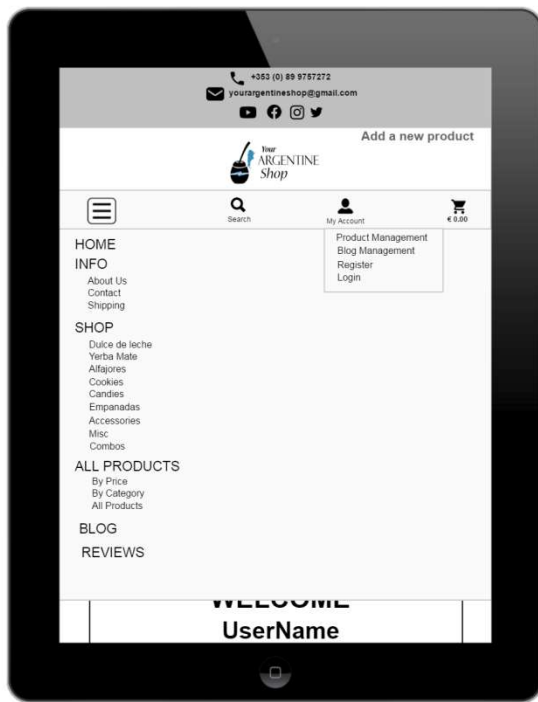 +353 (0) 89 9757272
yourargentineshop@gmail.com
Add a new product
Your
ARGENTINE
Shop
Search
My Account
€ 0.00
Product Management
Blog Management
Register
Login
HOME
INFO
About Us
Contact
Shipping
SHOP
Dulce de leche
Yerba Mate
Alfajores
Cookies
Candies
Empanadas
Accessories
Misc
Combos
ALL PRODUCTS
By Price
By Category
All Products
BLOG
REVIEWS
WELCOME
UserName